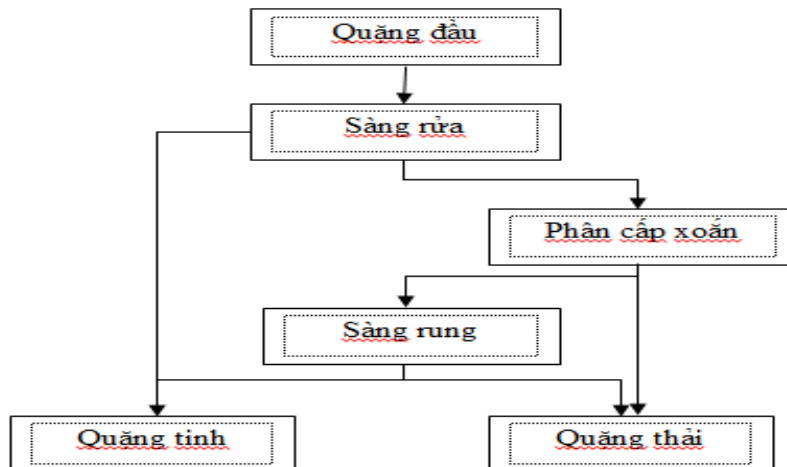 Quặng đầu
Sàng rửa
Phân cấp xoắn
Sàng rung
Quặng tinh
Quặng thải